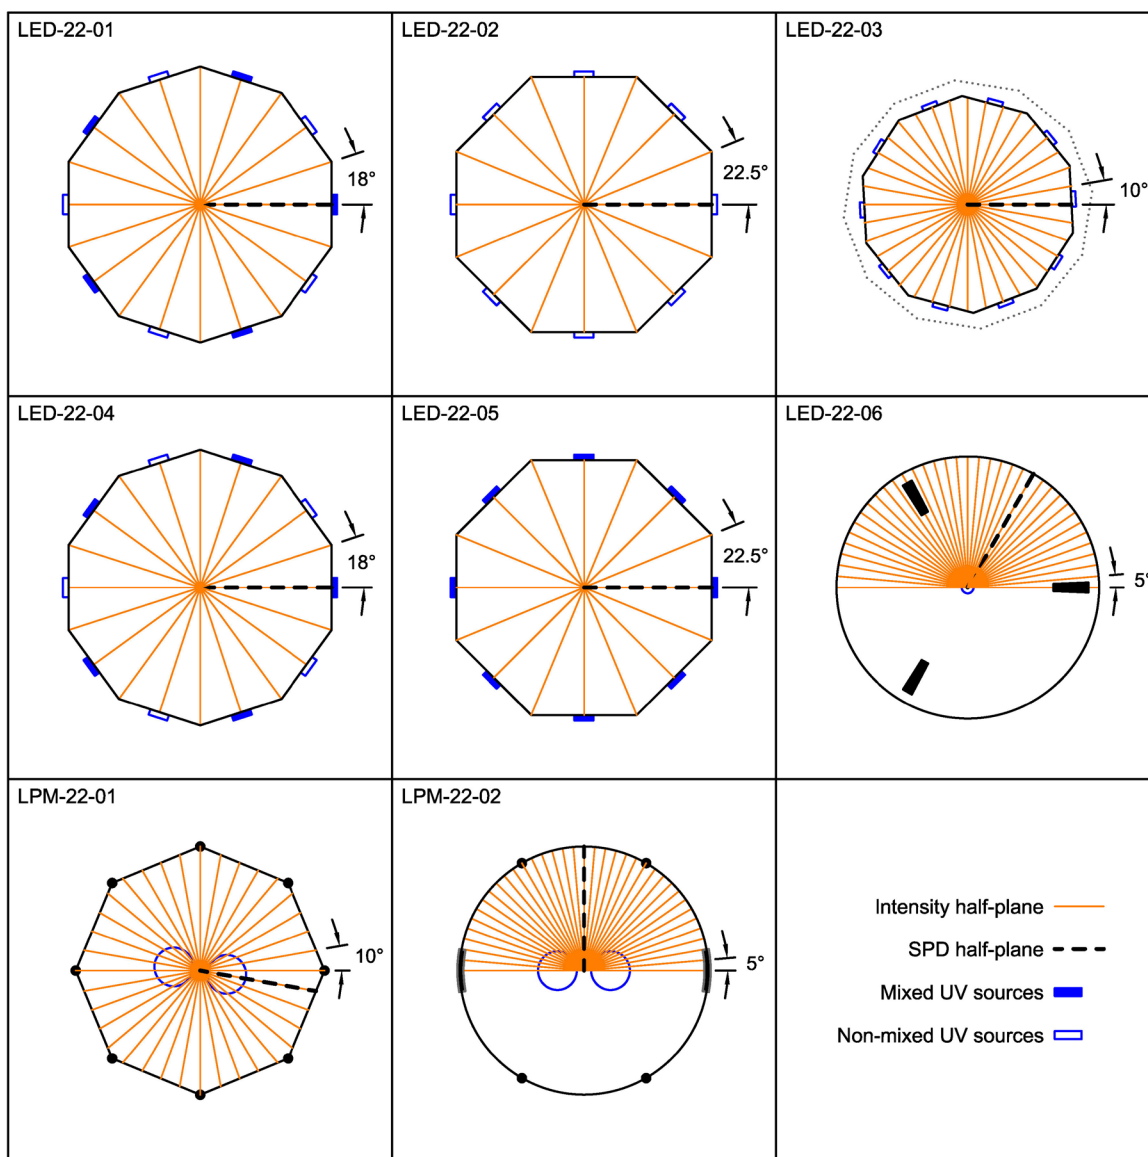 LED-22-01
LED-22-02
LED-22-03
18°
22.5°
10°
LED-22-04
LED-22-05
LED-22-06
18°
22.5°
5°
LPM-22-01
LPM-22-02
10°
5°
Intensity half-plane
SPD half-plane
Mixed UV sources
Non-mixed UV sources